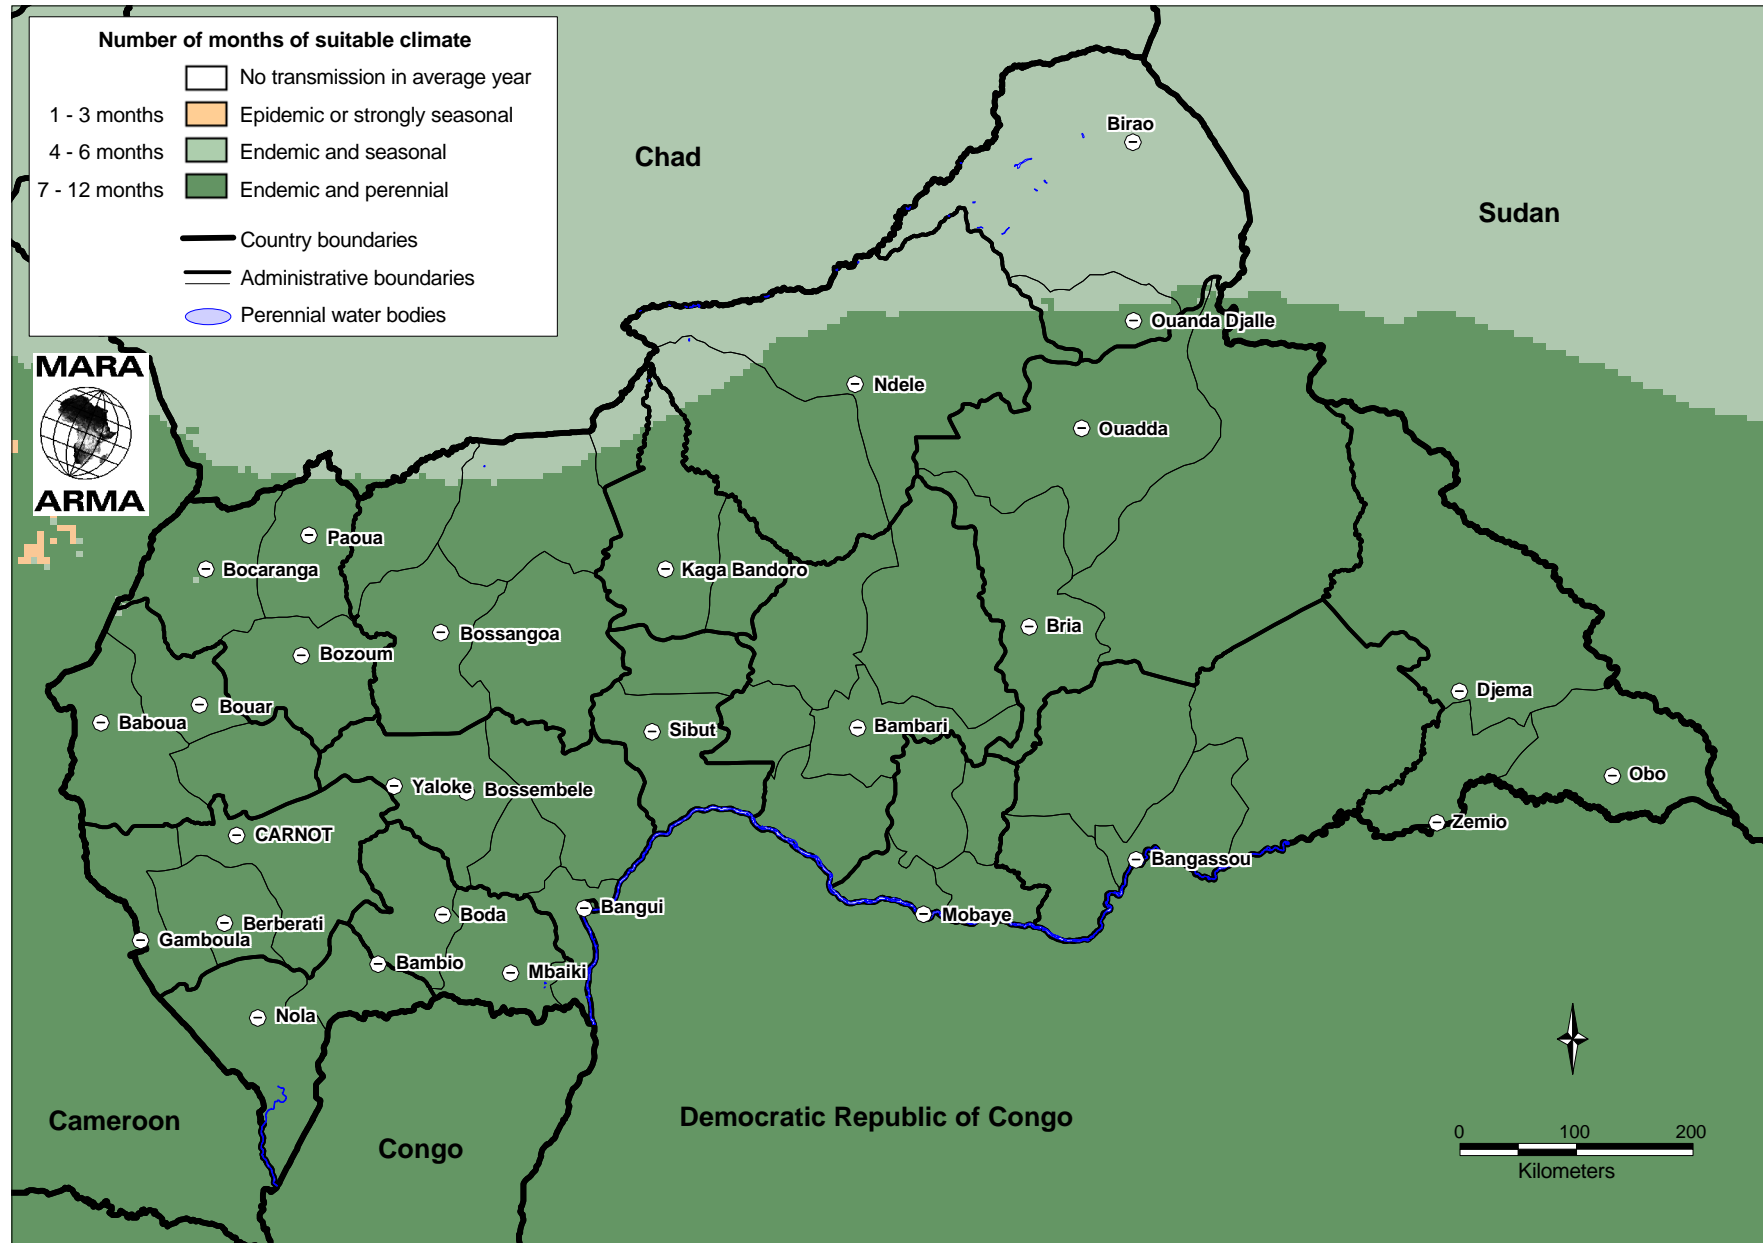 Number of months of suitable climate
No transmission in average year
1 - 3 months Epidemic or strongly seasonal
4 - 6 months Endemic and seasonal
7 - 12 months Endemic and perennial
Country boundaries
Administrative boundaries
Perennial water bodies
MARA
ARMA
Chad
Birao
Sudan
Ouanda Djalle
Ndele
Ouadda
Paoua
Bocaranga
Kaga Bandoro
Bossangoa
Bria
Bozoum
Djema
Bouar
Baboua
Sibut
Bambari
Obo
Yaloke
Bossembele
Zemio
CARNOT
Bangassou
Bangui
Boda
Mobaye
Berberati
Gamboula
Bambio
Mbaiki
Nola
Cameroon
Congo
Democratic Republic of Congo
0 100 200
Kilometers